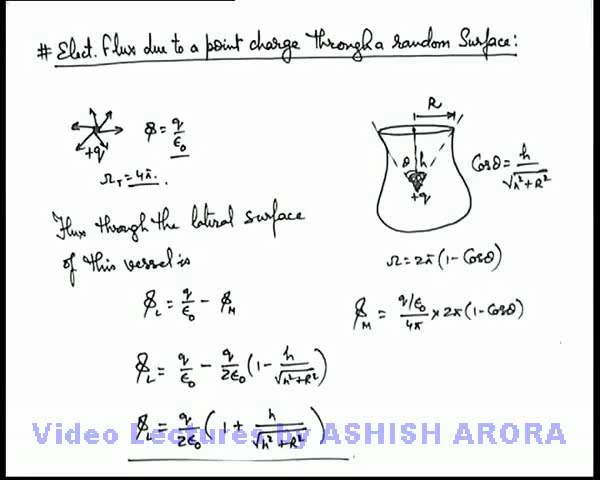 # Elect. Flux due to a point charge through a random Surface:
+q
φ = q/ε₀
Ω_T = 4π.
R
θ
h
+q
Cosθ = h/√(h²+R²)
Flux through the lateral surface
of this vessel is
Ω = 2π(1 - Cosθ)
φ_L = q/ε₀ - φ_M
φ_M = (q/ε₀)/4π × 2π(1 - Cosθ)
φ_L = q/ε₀ - q/2ε₀ (1 - h/√(h²+R²))
φ_L = q/2ε₀ (1 + h/√(h²+R²))
Video Lectures by ASHISH ARORA